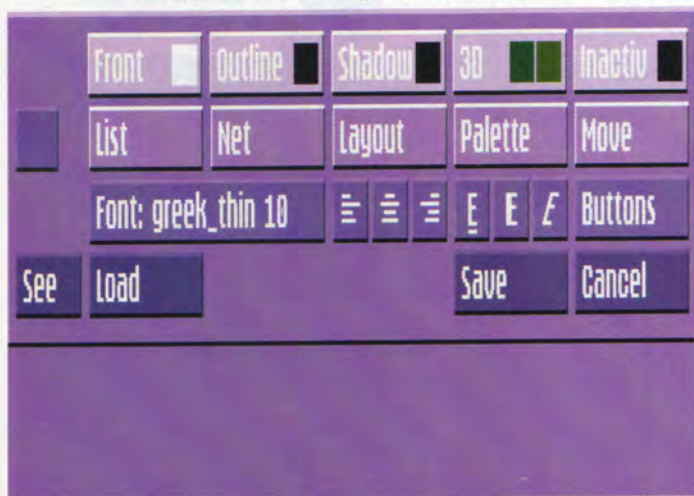 Front Outline Shadow 3D Inactiv
List Net Layout Palette Move
Font: greek_thin 10 E E E Buttons
See Load Save Cancel